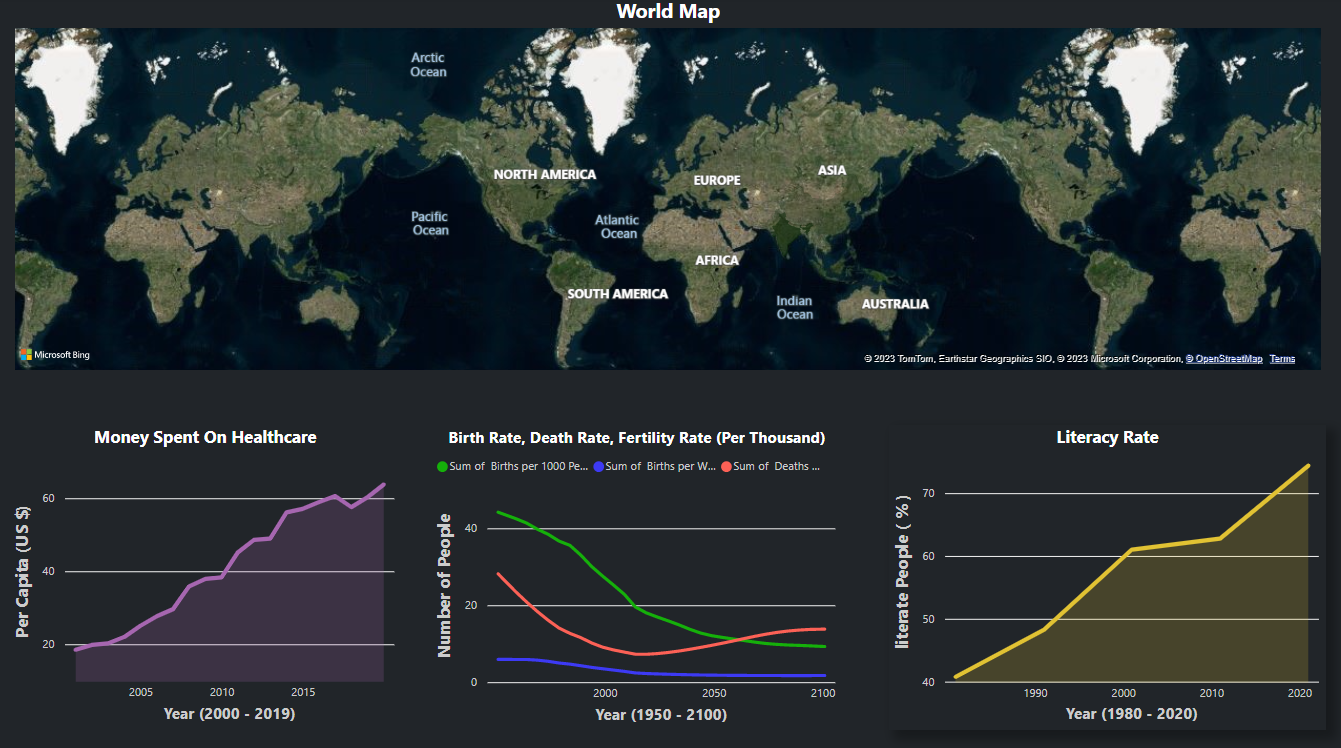 World Map
Arctic
Ocean
NORTH AMERICA
EUROPE
ASIA
Pacific
Ocean
Atlantic
Ocean
AFRICA
SOUTH AMERICA
Indian
Ocean
AUSTRALIA
Microsoft Bing
© 2023 TomTom, Earthstar Geographics SIO, © 2023 Microsoft Corporation, © OpenStreetMap Terms
Money Spent On Healthcare
Per Capita (US $)
60
40
20
2005 2010 2015
Year (2000 - 2019)
Birth Rate, Death Rate, Fertility Rate (Per Thousand)
Sum of Births per 1000 Pe... Sum of Births per W... Sum of Deaths ...
Number of People
40
20
0
2000 2050 2100
Year (1950 - 2100)
Literacy Rate
literate People ( %)
70
60
50
40
1990 2000 2010 2020
Year (1980 - 2020)